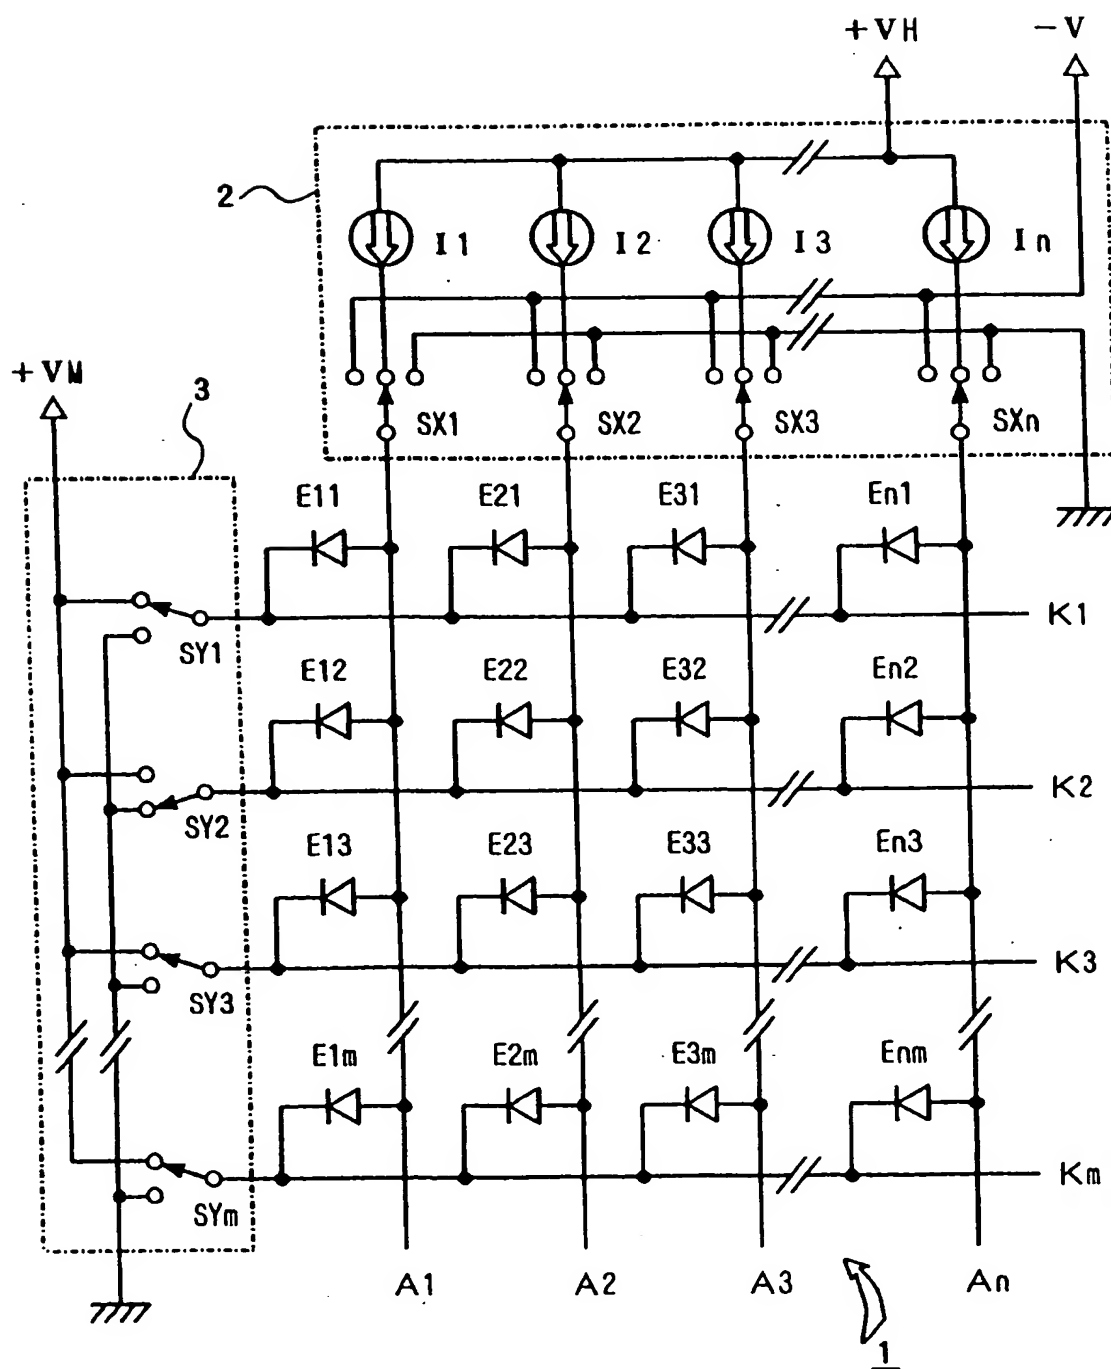 +VH -V
2
I1 I2 I3 In
+VM
3
SX1 SX2 SX3 SXn
E11 E21 E31 En1
K1
SY1
E12 E22 E32 En2
K2
SY2
E13 E23 E33 En3
K3
SY3
E1m E2m E3m Enm
Km
SYm
A1 A2 A3 An
1